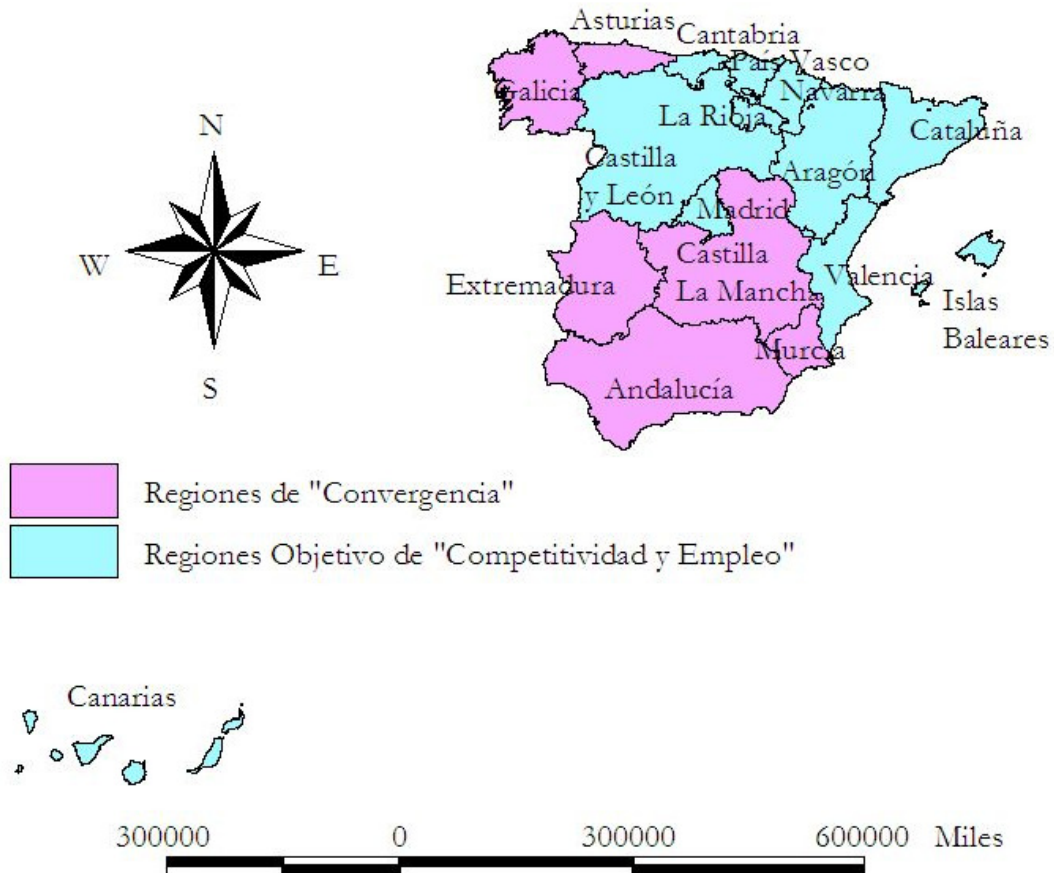 Asturias
Cantabria
País Vasco
Galicia
Navarra
La Rioja
Cataluña
N
Castilla
y León
Aragón
Madrid
W
E
Castilla
La Mancha
Extremadura
Valencia
Islas
Baleares
Murcia
S
Andalucía
Regiones de "Convergencia"
Regiones Objetivo de "Competitividad y Empleo"
Canarias
300000 0 300000 600000 Miles